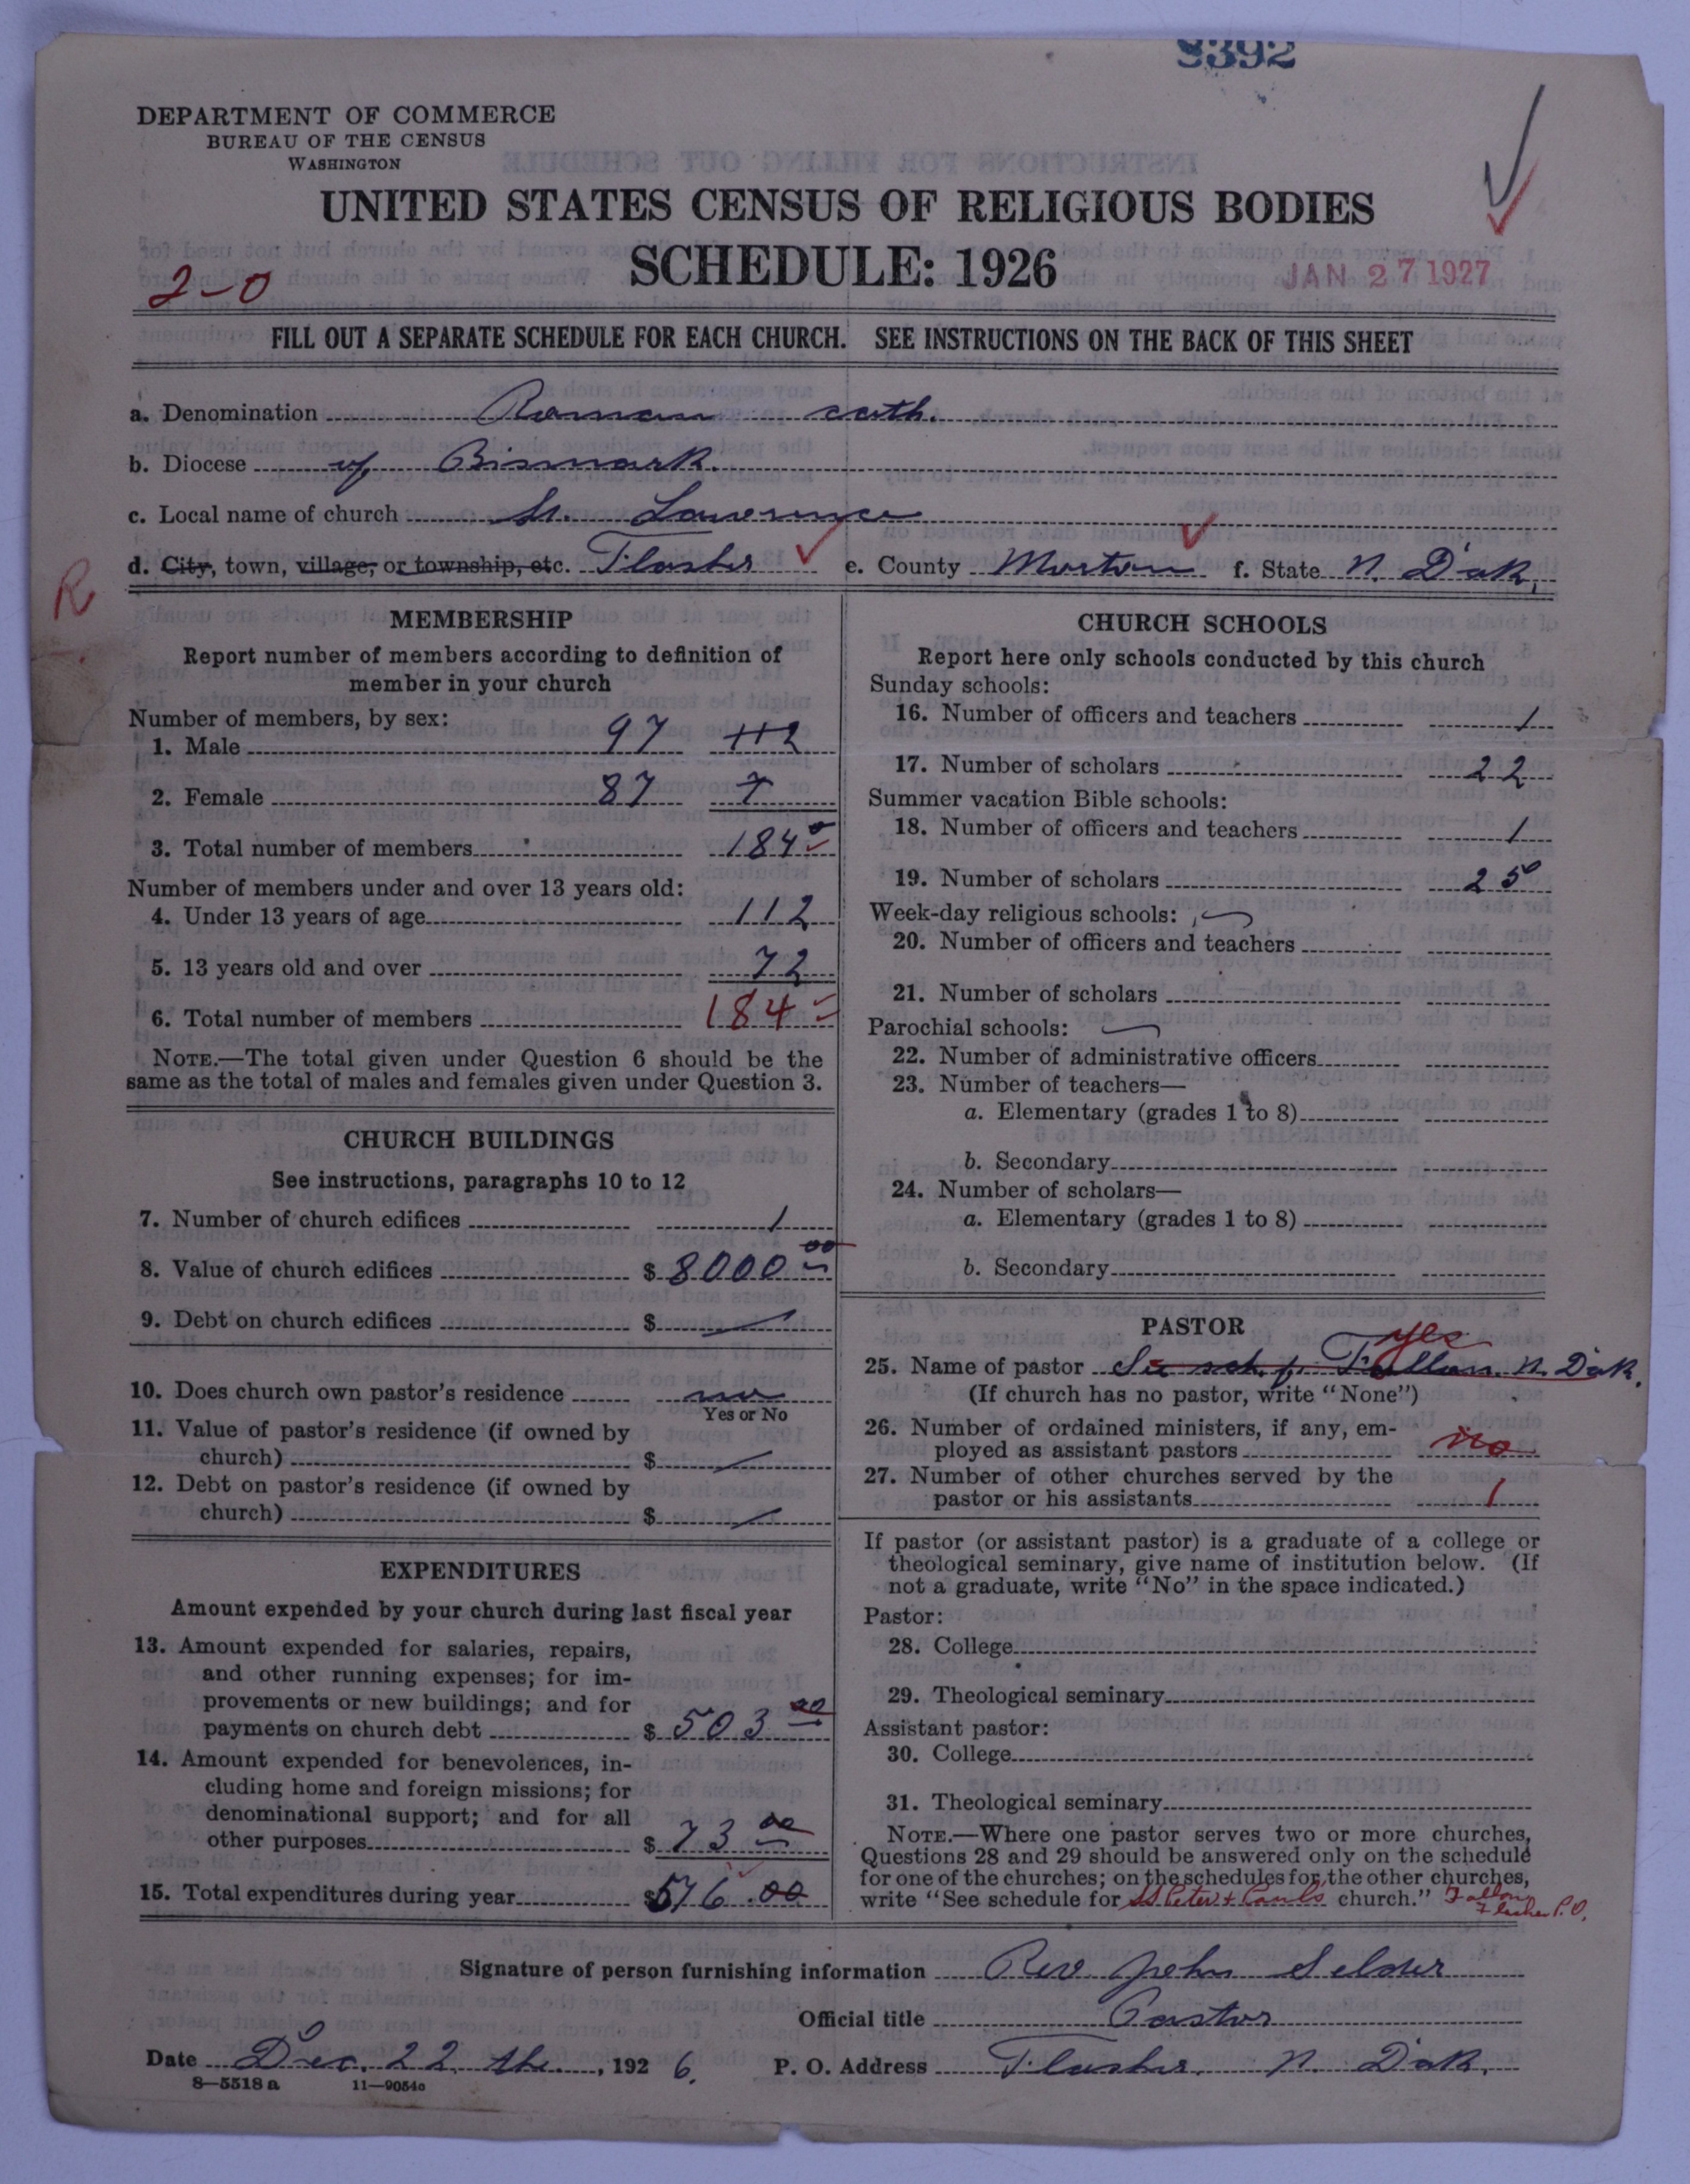 9392
DEPARTMENT OF COMMERCE
BUREAU OF THE CENSUS
WASHINGTON
UNITED STATES CENSUS OF RELIGIOUS BODIES
SCHEDULE: 1926
2-0
JAN 27 1927
FILL OUT A SEPARATE SCHEDULE FOR EACH CHURCH. SEE INSTRUCTIONS ON THE BACK OF THIS SHEET
a. Denomination Roman cath.
b. Diocese of Bismark.
c. Local name of church St. Lawrence
d. City, town, village, or township, etc. Flasher e. County Morton f. State N. Dak.
R
MEMBERSHIP
Report number of members according to definition of
member in your church
Number of members, by sex:
1. Male 97 112
2. Female 87 7
3. Total number of members 184
Number of members under and over 13 years old:
4. Under 13 years of age 112
5. 13 years old and over 72
6. Total number of members 184
NOTE.—The total given under Question 6 should be the
same as the total of males and females given under Question 3.
CHURCH BUILDINGS
See instructions, paragraphs 10 to 12
7. Number of church edifices 1
8. Value of church edifices $ 8000 00
9. Debt on church edifices $ —
10. Does church own pastor's residence no
Yes or No
11. Value of pastor's residence (if owned by
church) $ —
12. Debt on pastor's residence (if owned by
church) $ —
EXPENDITURES
Amount expended by your church during last fiscal year
13. Amount expended for salaries, repairs,
and other running expenses; for im-
provements or new buildings; and for
payments on church debt $ 503 00
14. Amount expended for benevolences, in-
cluding home and foreign missions; for
denominational support; and for all
other purposes $ 73 00
15. Total expenditures during year $ 576.00
CHURCH SCHOOLS
Report here only schools conducted by this church
Sunday schools:
16. Number of officers and teachers 1
17. Number of scholars 22
Summer vacation Bible schools:
18. Number of officers and teachers 1
19. Number of scholars 25
Week-day religious schools:
20. Number of officers and teachers
21. Number of scholars
Parochial schools:
22. Number of administrative officers
23. Number of teachers—
a. Elementary (grades 1 to 8)
b. Secondary
24. Number of scholars—
a. Elementary (grades 1 to 8)
b. Secondary
PASTOR
yes
25. Name of pastor See sch. f. Fallon N. Dak.
(If church has no pastor, write "None")
26. Number of ordained ministers, if any, em-
ployed as assistant pastors no
27. Number of other churches served by the
pastor or his assistants 1
If pastor (or assistant pastor) is a graduate of a college or
theological seminary, give name of institution below. (If
not a graduate, write "No" in the space indicated.)
Pastor:
28. College
29. Theological seminary
Assistant pastor:
30. College
31. Theological seminary
NOTE.—Where one pastor serves two or more churches,
Questions 28 and 29 should be answered only on the schedule
for one of the churches; on the schedules for the other churches,
write "See schedule for SS Peter & Paul's church." Fallon
Flasher P.O.
Signature of person furnishing information Rev. John
Official title Pastor
Date Dec. 22 the, 1926. P. O. Address Flasher N. Dak.
8—5518 a 11—9054c